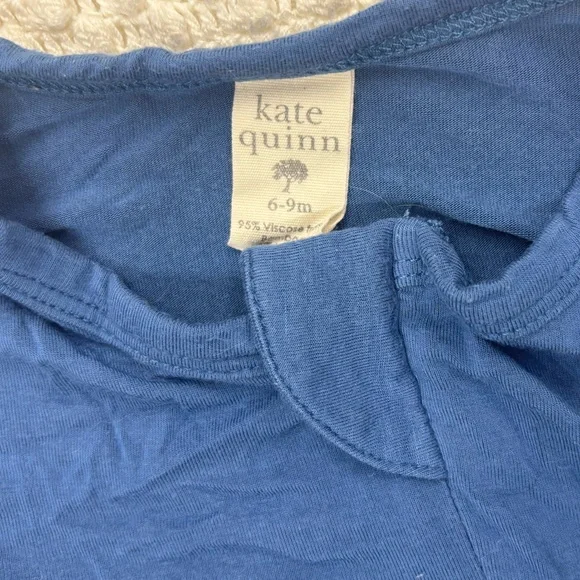 kate
quinn
6-9m
95% Viscose